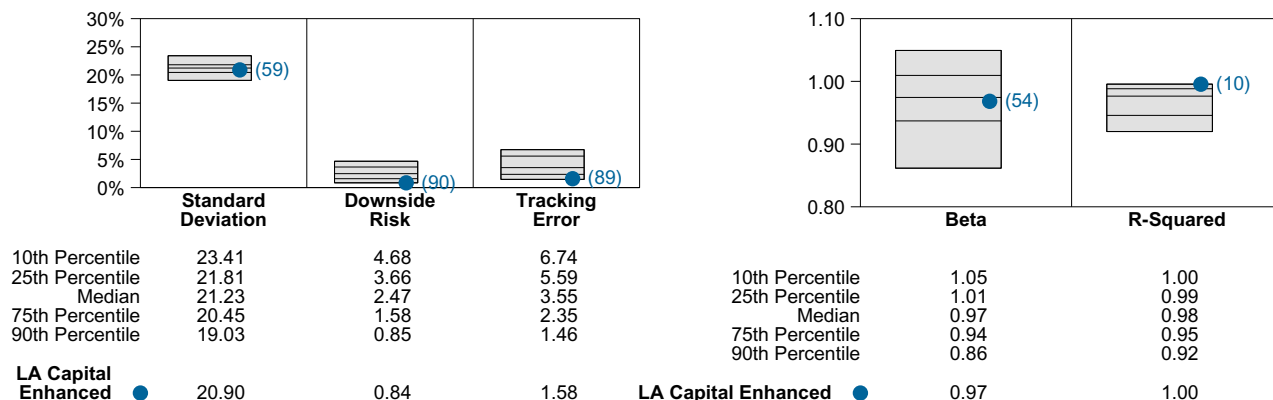 30%
25%
20%
15%
10%
5%
0%
(59)
(90)
(89)
Standard
Deviation
Downside
Risk
Tracking
Error
10th Percentile 23.41 4.68 6.74
25th Percentile 21.81 3.66 5.59
Median 21.23 2.47 3.55
75th Percentile 20.45 1.58 2.35
90th Percentile 19.03 0.85 1.46
LA Capital
Enhanced 20.90 0.84 1.58
1.10
1.00
0.90
0.80
(54)
(10)
Beta
R-Squared
10th Percentile 1.05 1.00
25th Percentile 1.01 0.99
Median 0.97 0.98
75th Percentile 0.94 0.95
90th Percentile 0.86 0.92
LA Capital Enhanced 0.97 1.00